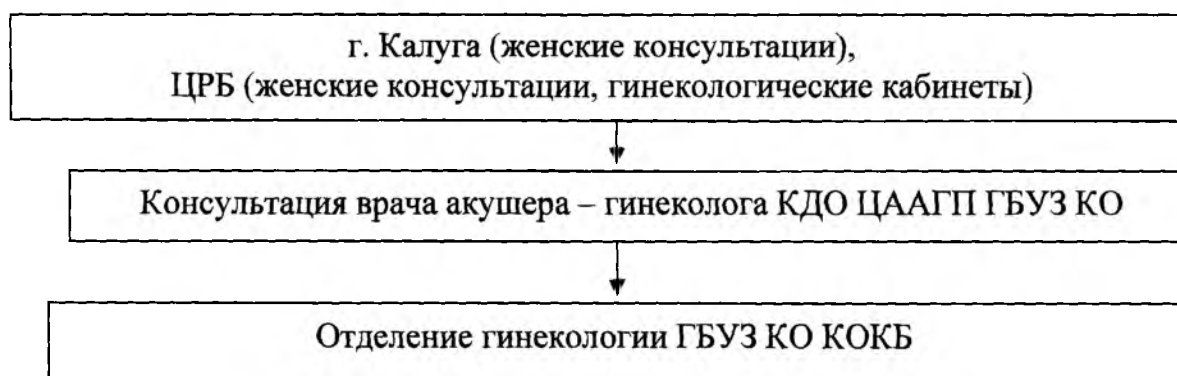 г. Калуга (женские консультации),
ЦРБ (женские консультации, гинекологические кабинеты)
Консультация врача акушера – гинеколога КДО ЦААГП ГБУЗ КО
Отделение гинекологии ГБУЗ КО КОКБ